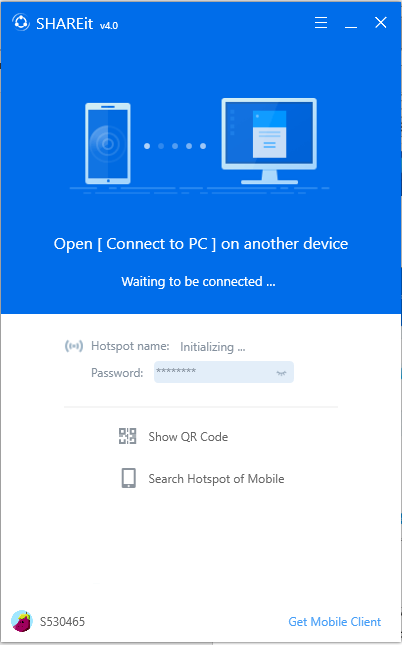 SHAREit v4.0
Open [ Connect to PC ] on another device
Waiting to be connected ...
Hotspot name: Initializing ...
Password: ********
Show QR Code
Search Hotspot of Mobile
S530465 Get Mobile Client